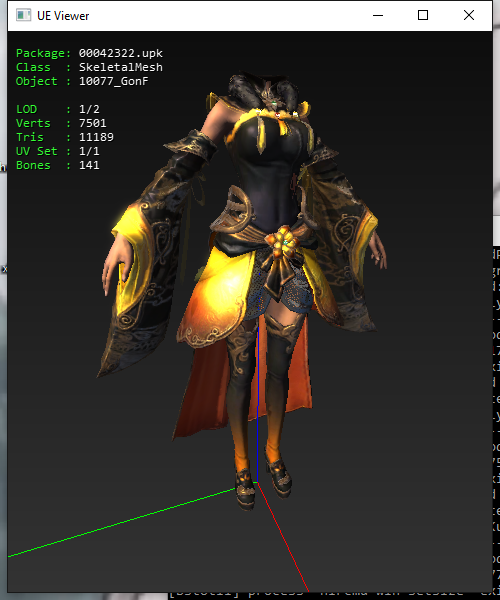 UE Viewer
Package: 00042322.upk
Class : SkeletalMesh
Object : 10077_GonF
LOD : 1/2
Verts : 7501
Tris : 11189
UV Set : 1/1
Bones : 141